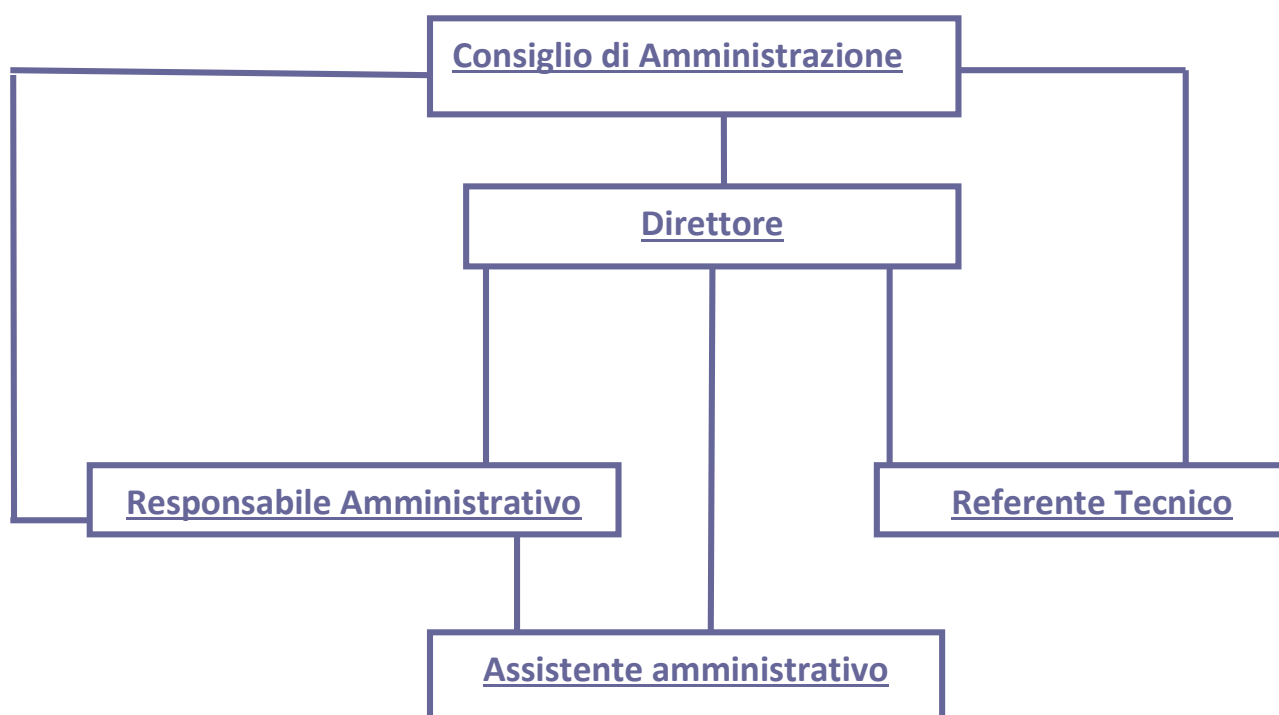 Consiglio di Amministrazione
Direttore
Responsabile Amministrativo
Referente Tecnico
Assistente amministrativo